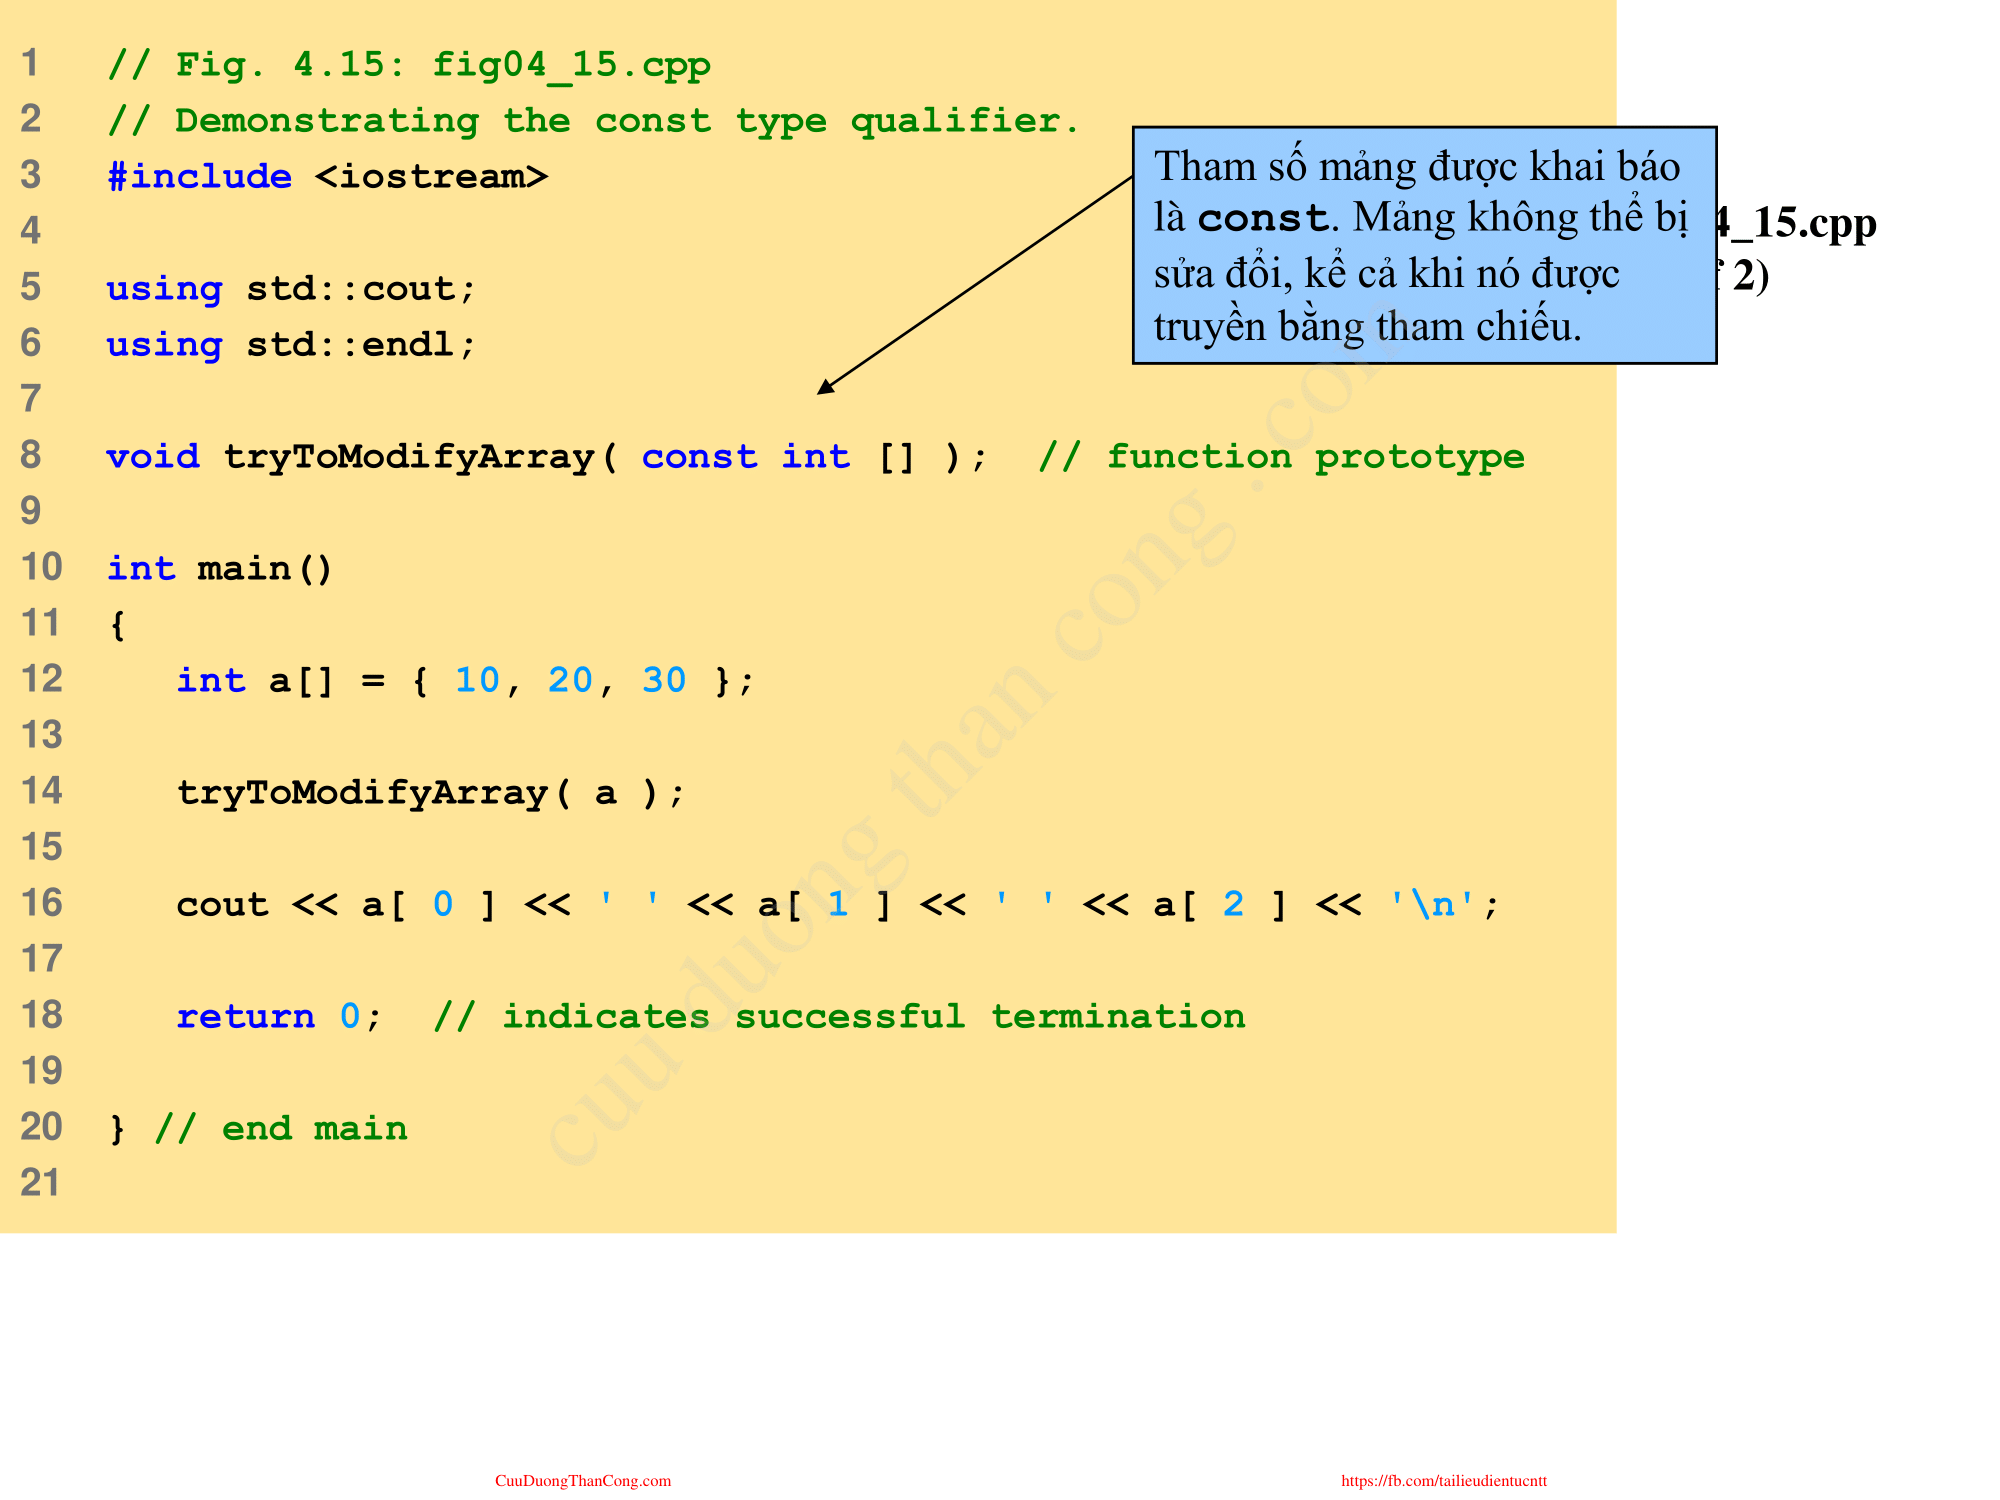 1 // Fig. 4.15: fig04_15.cpp
2 // Demonstrating the const type qualifier.
3 #include <iostream>
4
5 using std::cout;
6 using std::endl;
7
8 void tryToModifyArray( const int [] ); // function prototype
9
10 int main()
11 {
12 int a[] = { 10, 20, 30 };
13
14 tryToModifyArray( a );
15
16 cout << a[ 0 ] << ' ' << a[ 1 ] << ' ' << a[ 2 ] << '\n';
17
18 return 0; // indicates successful termination
19
20 } // end main
21
Tham số mảng được khai báo
là const. Mảng không thể bị
sửa đổi, kể cả khi nó được
truyền bằng tham chiếu.
4_15.cpp
2)
cuu duong than cong . com
CuuDuongThanCong.com
https://fb.com/tailieudientucntt